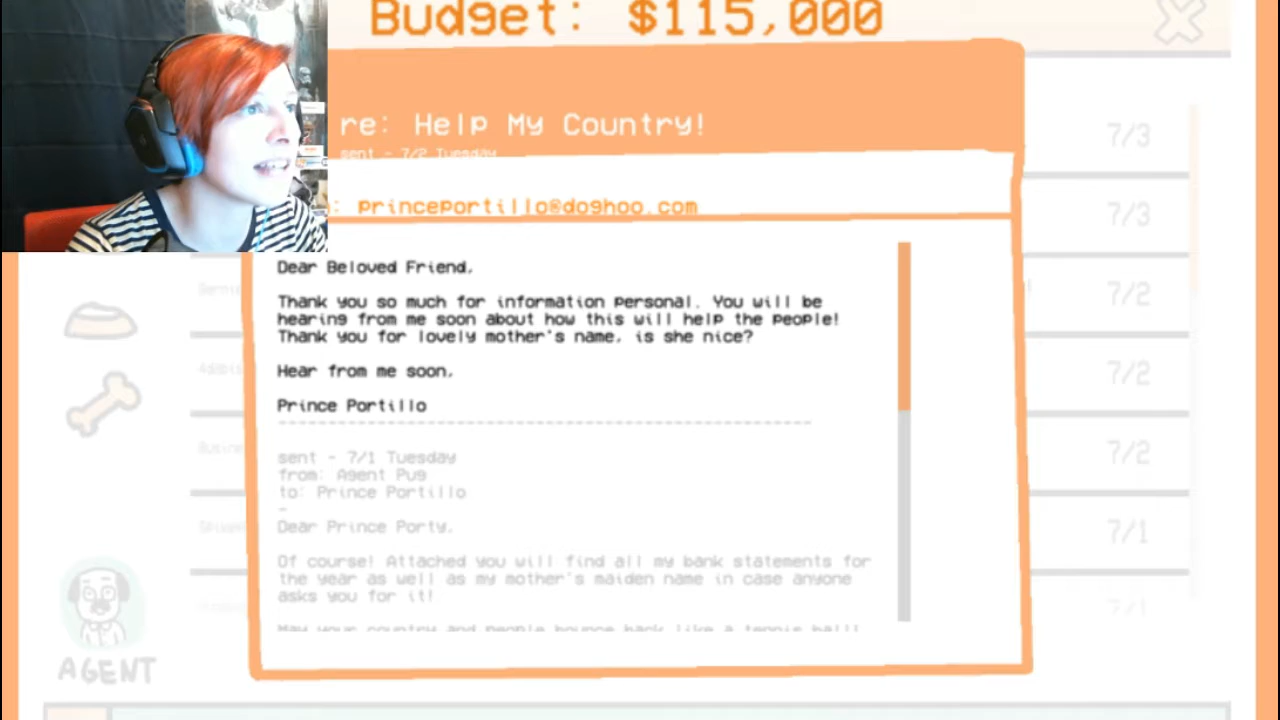 Budget: $115,000
re: Help My Country!
sent - 7/2 Tuesday
: princeportillo@doghoo.com
Dear Beloved Friend,
Thank you so much for information personal. You will be
hearing from me soon about how this will help the people!
Thank you for lovely mother's name, is she nice?
Hear from me soon,
Prince Portillo
sent - 7/1 Tuesday
from: Agent Pug
to: Prince Portillo
-
Dear Prince Porty,
Of course! Attached you will find all my bank statements for
the year as well as my mother's maiden name in case anyone
asks you for it!
May your country and people bounce back like a tennis ball!
7/3
7/3
7/2
7/2
7/2
7/1
7/1
AGENT